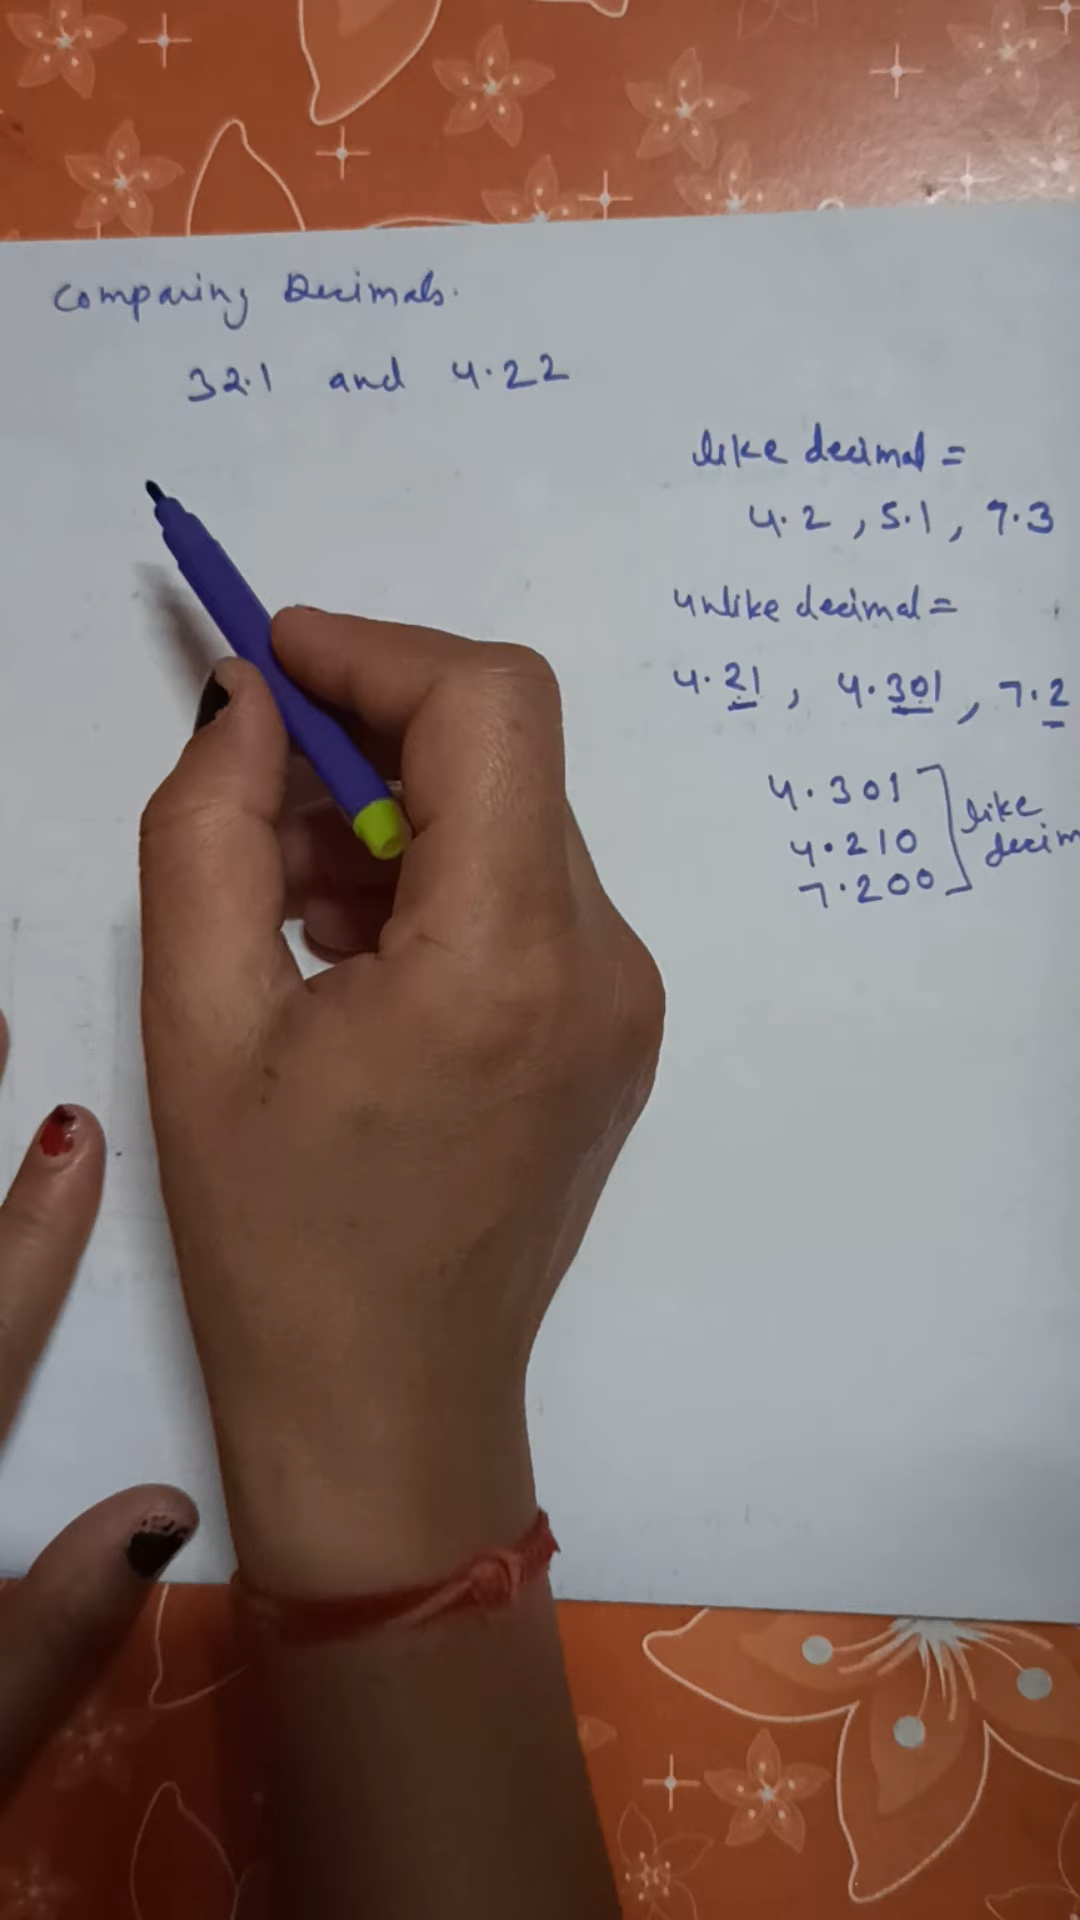 Comparing Decimals.
32.1 and 4.22
like decimal =
4.2 , 5.1 , 7.3
unlike decimal =
4.21 , 4.301 , 7.2
4.301
4.210
7.200
like
decim